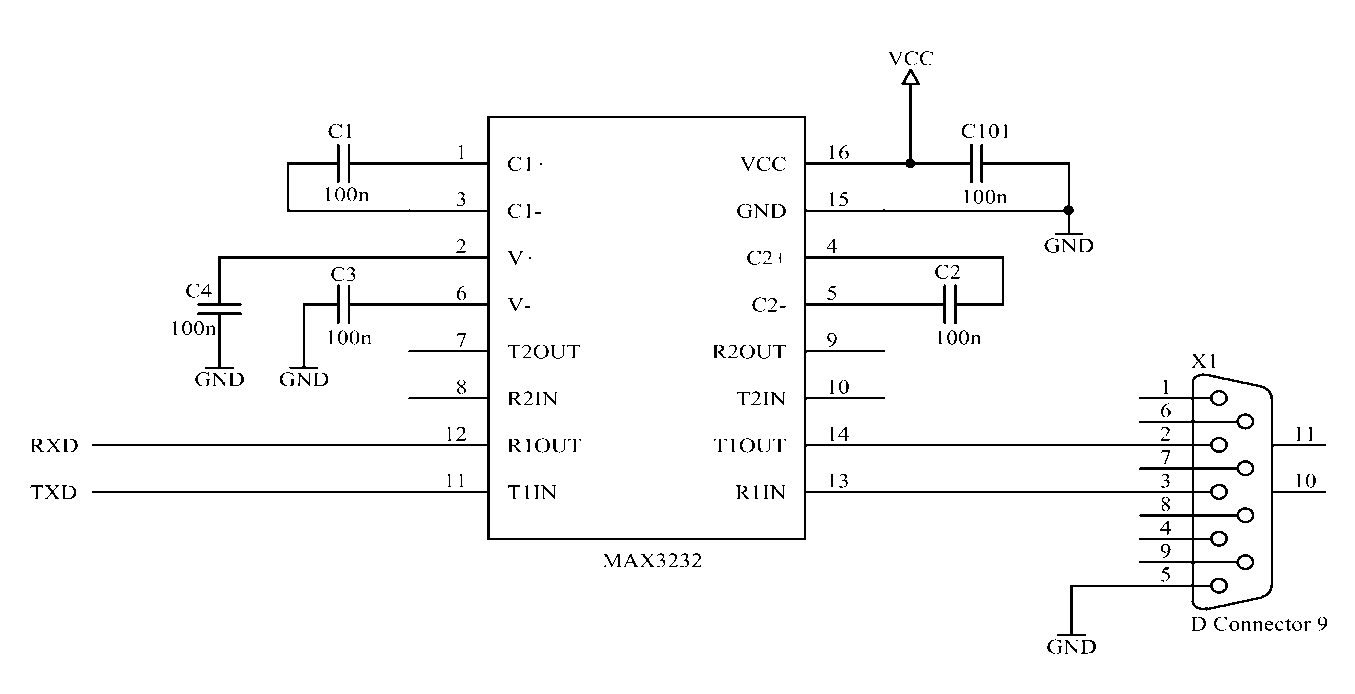 VCC
C1
C101
1
C1+
VCC
16
100n
100n
3
C1-
GND
15
2
V+
C2+
4
GND
C4
C3
C2
6
V-
C2-
5
100n
100n
100n
7
T2OUT
R2OUT
9
GND
GND
X1
8
R2IN
T2IN
10
1
6
RXD
12
R1OUT
T1OUT
14
2
11
7
TXD
11
T1IN
R1IN
13
3
10
8
4
9
5
MAX3232
D Connector 9
GND